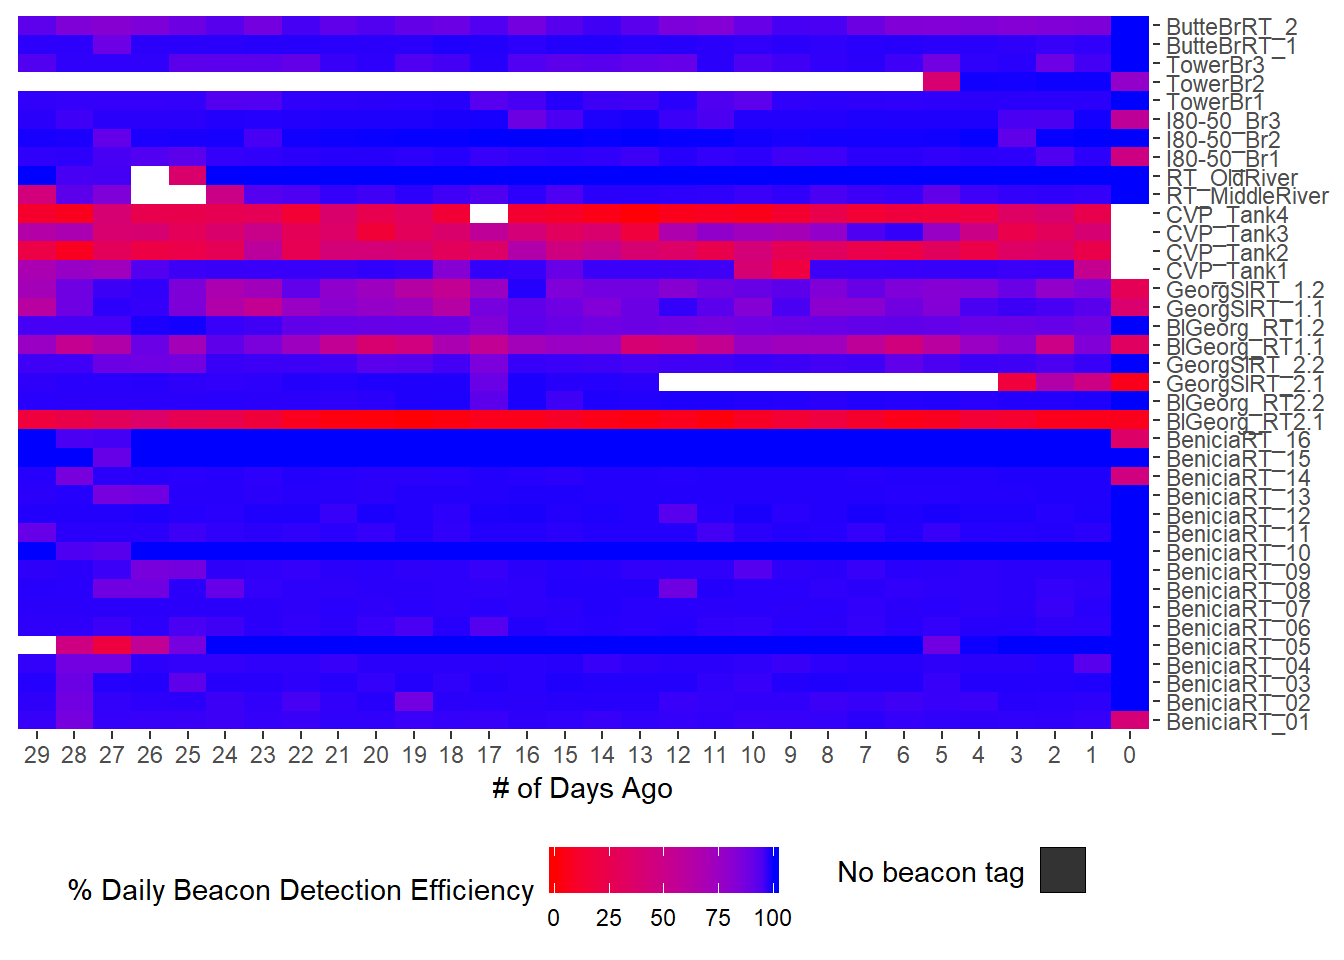 ButteBrRT_2
ButteBrRT_1
TowerBr3
TowerBr2
TowerBr1
I80-50_Br3
I80-50_Br2
I80-50_Br1
RT_OldRiver
RT_MiddleRiver
CVP_Tank4
CVP_Tank3
CVP_Tank2
CVP_Tank1
GeorgSlRT_1.2
GeorgSlRT_1.1
BlGeorg_RT1.2
BlGeorg_RT1.1
GeorgSlRT_2.2
GeorgSlRT_2.1
BlGeorg_RT2.2
BlGeorg_RT2.1
BeniciaRT_16
BeniciaRT_15
BeniciaRT_14
BeniciaRT_13
BeniciaRT_12
BeniciaRT_11
BeniciaRT_10
BeniciaRT_09
BeniciaRT_08
BeniciaRT_07
BeniciaRT_06
BeniciaRT_05
BeniciaRT_04
BeniciaRT_03
BeniciaRT_02
BeniciaRT_01
29 28 27 26 25 24 23 22 21 20 19 18 17 16 15 14 13 12 11 10 9 8 7 6 5 4 3 2 1 0
# of Days Ago
% Daily Beacon Detection Efficiency
0 25 50 75 100
No beacon tag